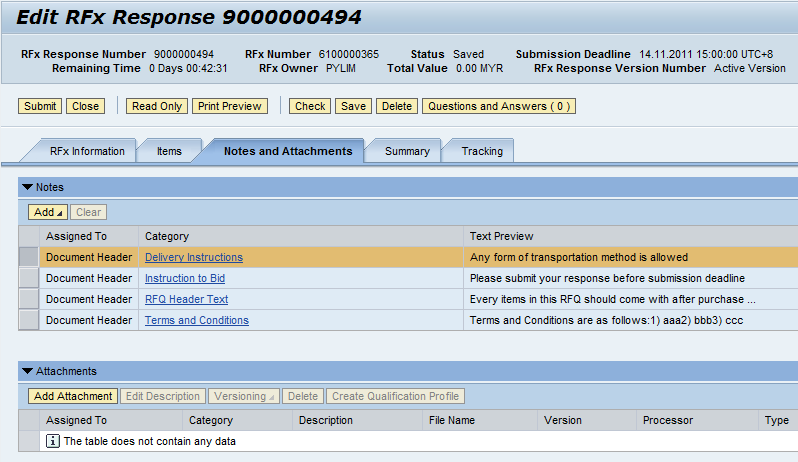 Edit RFx Response 9000000494
RFx Response Number 9000000494 RFx Number 6100000365 Status Saved Submission Deadline 14.11.2011 15:00:00 UTC+8
Remaining Time 0 Days 00:42:31 RFx Owner PYLIM Total Value 0.00 MYR RFx Response Version Number Active Version
Submit Close Read Only Print Preview Check Save Delete Questions and Answers ( 0 )
RFx Information Items Notes and Attachments Summary Tracking
Notes
Add Clear
Assigned To Category Text Preview
Document Header Delivery Instructions Any form of transportation method is allowed
Document Header Instruction to Bid Please submit your response before submission deadline
Document Header RFQ Header Text Every items in this RFQ should come with after purchase ...
Document Header Terms and Conditions Terms and Conditions are as follows:1) aaa2) bbb3) ccc
Attachments
Add Attachment Edit Description Versioning Delete Create Qualification Profile
Assigned To Category Description File Name Version Processor Type
The table does not contain any data